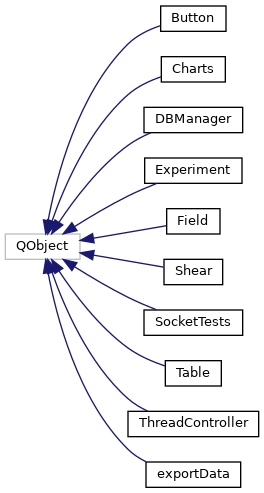 Button
Charts
DBManager
Experiment
Field
QObject
Shear
SocketTests
Table
ThreadController
exportData